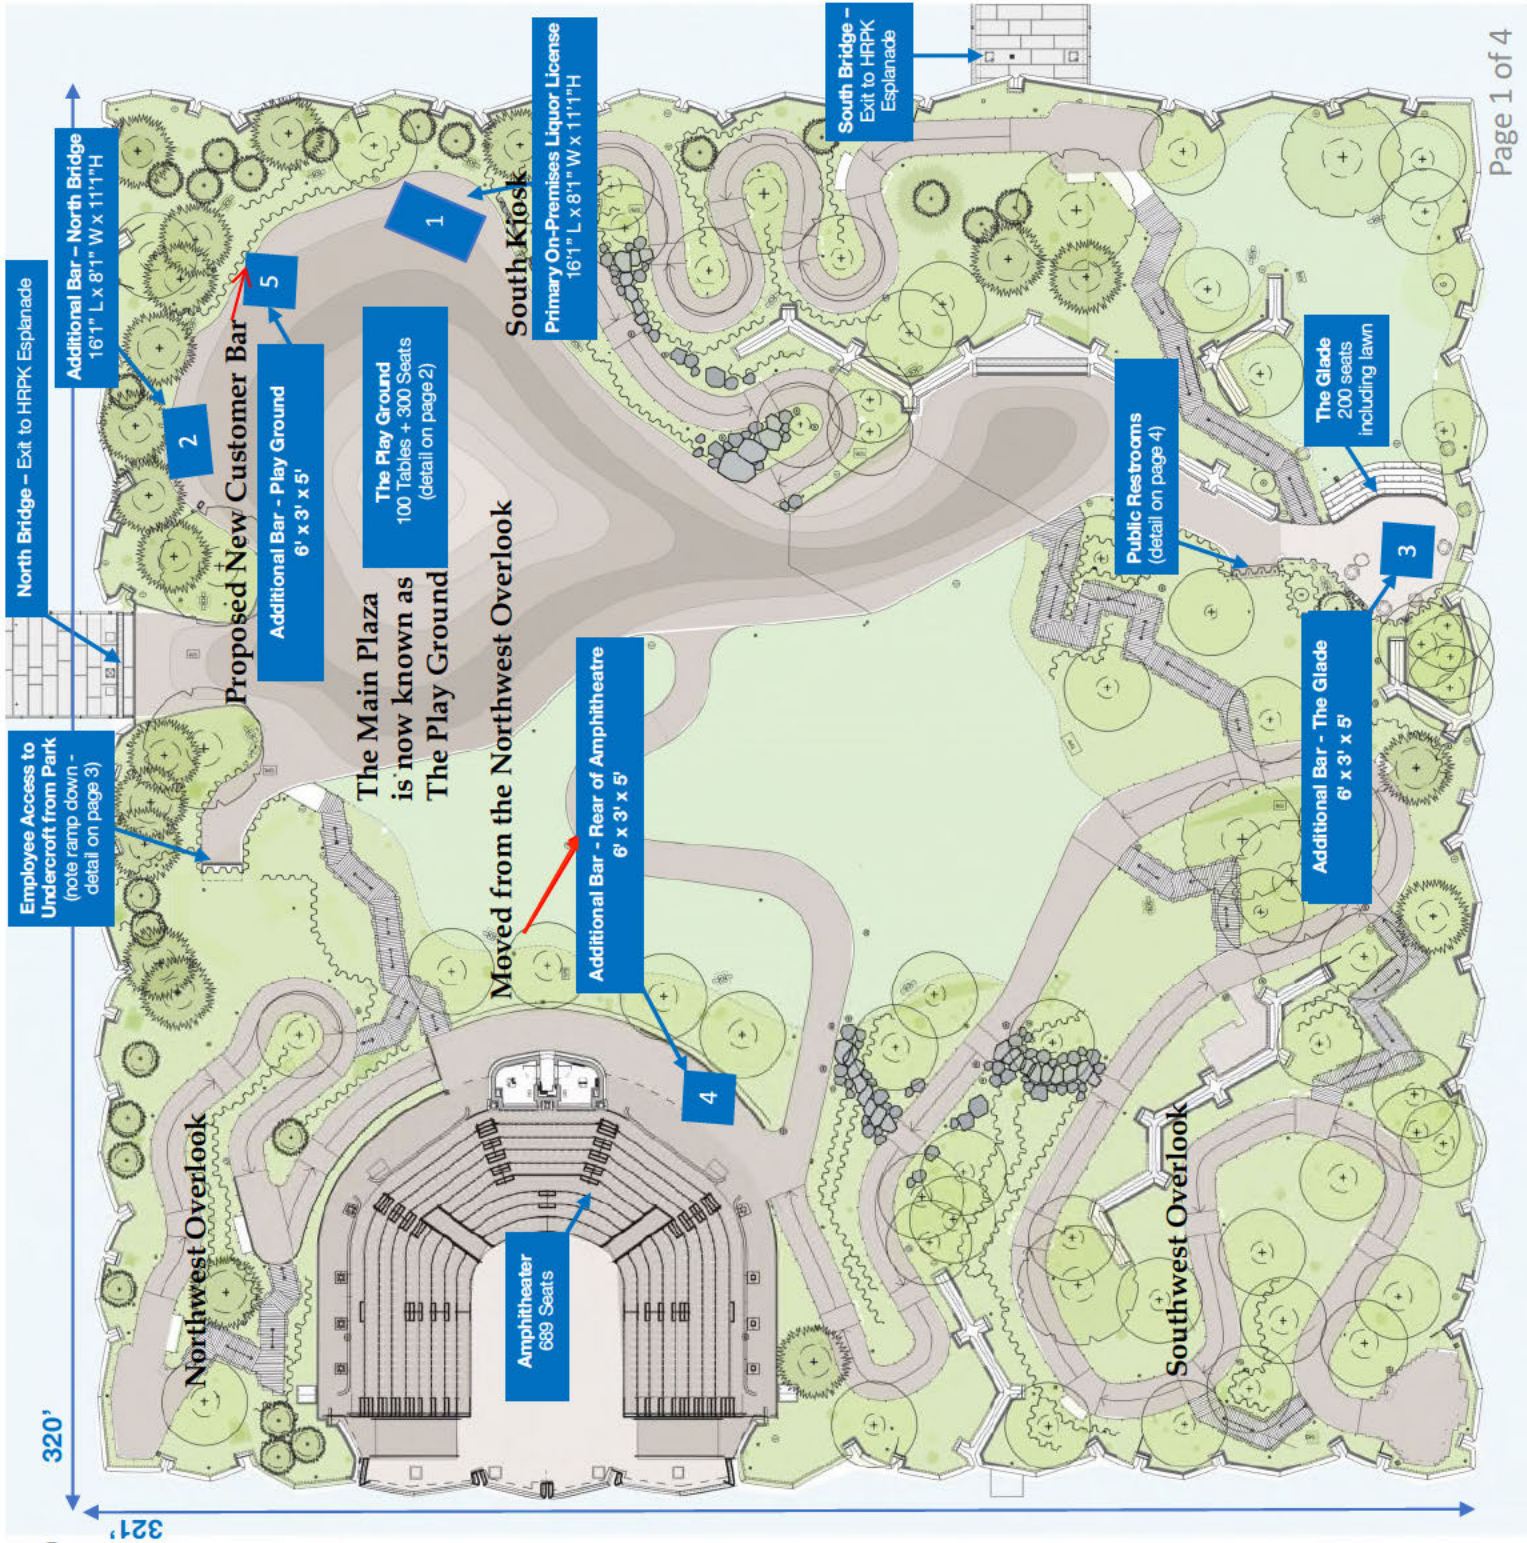 North Bridge – Exit to HRPK Esplanade
Additional Bar – North Bridge
16'1" L x 8'1" W x 11'1"H
2
Employee Access to
Undercroft from Park
(note ramp down -
detail on page 3)
Proposed New Customer Bar
5
Additional Bar - Play Ground
6' x 3' x 5'
1
South Kiosk
Primary On-Premises Liquor License
16'1" L x 8'1" W x 11'1"H
The Play Ground
100 Tables + 300 Seats
(detail on page 2)
The Main Plaza
is now known as
The Play Ground
South Bridge –
Exit to HRPK
Esplanade
Moved from the Northwest Overlook
Additional Bar - Rear of Amphitheatre
6' x 3' x 5'
4
Northwest Overlook
Amphitheater
689 Seats
Public Restrooms
(detail on page 4)
The Glade
200 seats
including lawn
3
Additional Bar - The Glade
6' x 3' x 5'
Southwest Overlook
320'
321'
Page 1 of 4